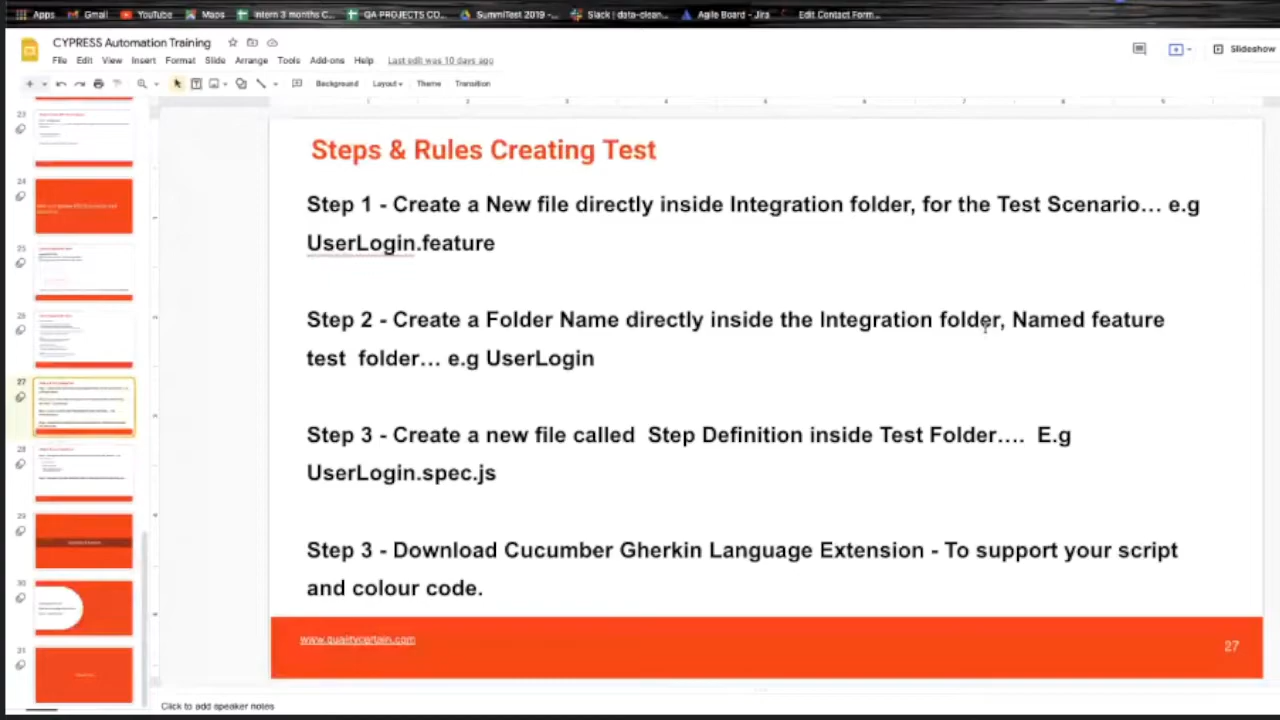 Apps Gmail YouTube Maps Intern 3 months C... QA PROJECTS CO... SummiTest 2019 -... Slack | data-clean... Agile Board - Jira Edit Contact Form...
CYPRESS Automation Training
File Edit View Insert Format Slide Arrange Tools Add-ons Help Last edit was 10 days ago
Slideshow
Background Layout Theme Transition
23
24
25
26
27
28
29
30
31
Steps & Rules Creating Test
Step 1 - Create a New file directly inside Integration folder, for the Test Scenario... e.g
UserLogin.feature
Step 2 - Create a Folder Name directly inside the Integration folder, Named feature
test folder... e.g UserLogin
Step 3 - Create a new file called Step Definition inside Test Folder.... E.g
UserLogin.spec.js
Step 3 - Download Cucumber Gherkin Language Extension - To support your script
and colour code.
www.qualitycertain.com
27
Click to add speaker notes